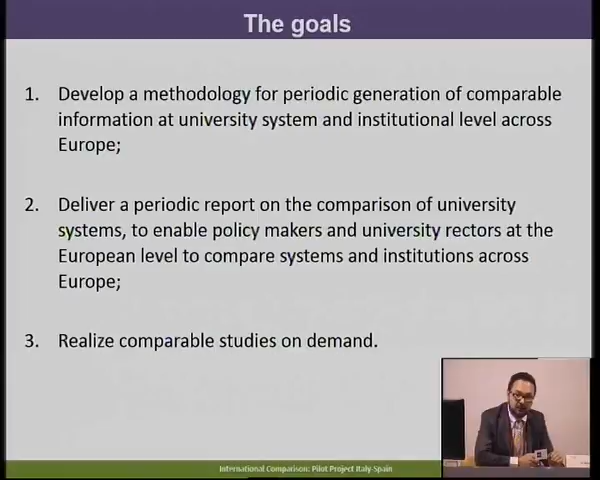 The goals
1. Develop a methodology for periodic generation of comparable
information at university system and institutional level across
Europe;
2. Deliver a periodic report on the comparison of university
systems, to enable policy makers and university rectors at the
European level to compare systems and institutions across
Europe;
3. Realize comparable studies on demand.
International Comparison: Pilot Project Italy-Spain